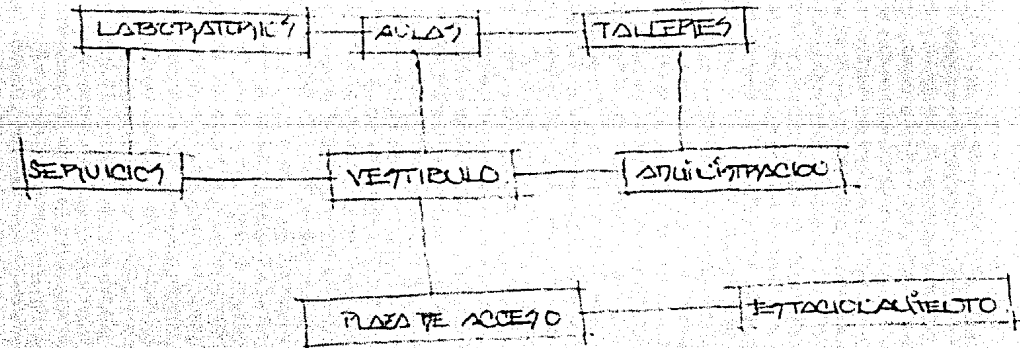 LABORATORIOS AULAS TALLERES
SERVICIOS VESTIBULO ADMINISTRACION
PLAZA DE ACCESO ESTACIONAMIENTO